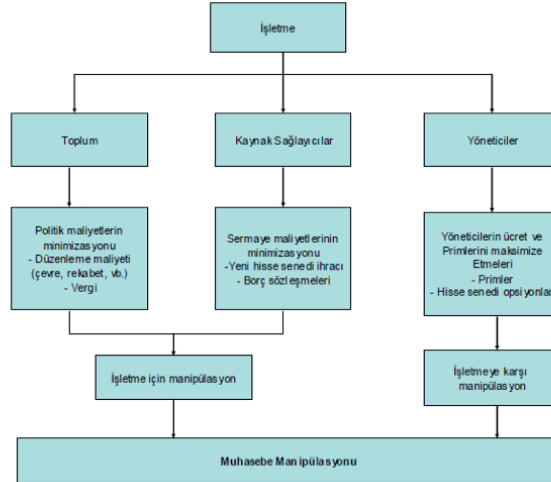 İşletme
Toplum
Kaynak Sağlayıcılar
Yöneticiler
Politik maliyetlerin
minimizasyonu
- Düzenleme maliyeti
(çevre, rekabet, vb.)
- Vergi
Sermaye maliyetlerinin
minimizasyonu
-Yeni hisse senedi ihracı
- Borç sözleşmeleri
Yöneticilerin ücret ve
Primlerini maksimize
Etmeleri
- Primler
- Hisse senedi opsiyonlar
İşletme için manipülasyon
İşletmeye karşı
manipülasyon
Muhasebe Manipülasyonu